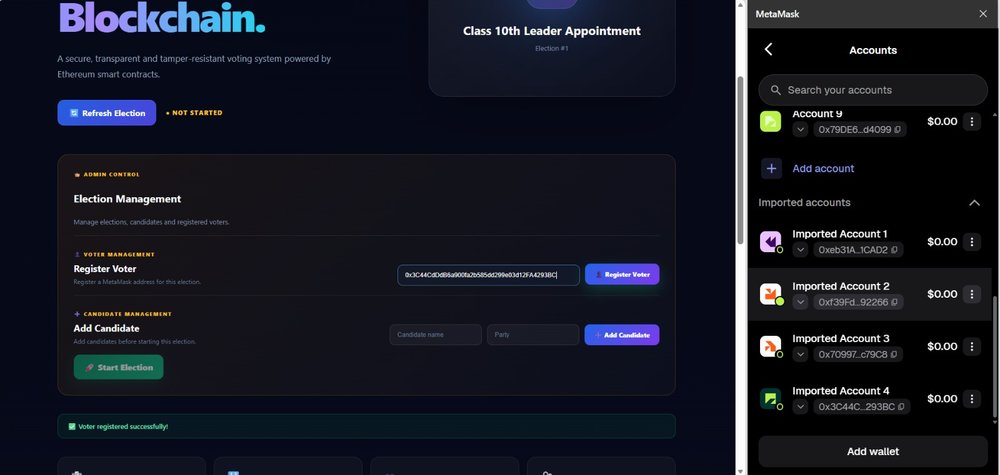 Blockchain.
A secure, transparent and tamper-resistant voting system powered by
Ethereum smart contracts.
Refresh Election
• NOT STARTED
Class 10th Leader Appointment
Election #1
ADMIN CONTROL
Election Management
Manage elections, candidates and registered voters.
VOTER MANAGEMENT
Register Voter
Register a MetaMask address for this election.
0x3C44CdDdB6a900fa2b585dd299e03d12FA4293BC
Register Voter
CANDIDATE MANAGEMENT
Add Candidate
Add candidates before starting this election.
Candidate name
Party
Add Candidate
Start Election
Voter registered successfully!
MetaMask
Accounts
Search your accounts
Account 9
$0.00
0x79DE6...d4099
Add account
Imported accounts
Imported Account 1
$0.00
0xeb31A...1CAD2
Imported Account 2
$0.00
0xf39Fd...92266
Imported Account 3
$0.00
0x70997...c79C8
Imported Account 4
$0.00
0x3C44C...293BC
Add wallet